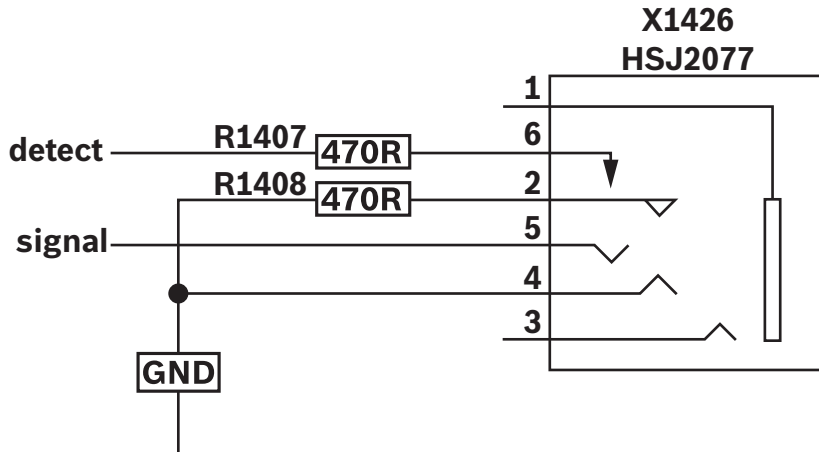 X1426
HSJ2077
1
detect R1407 470R 6
R1408 470R 2
signal 5
4
3
GND